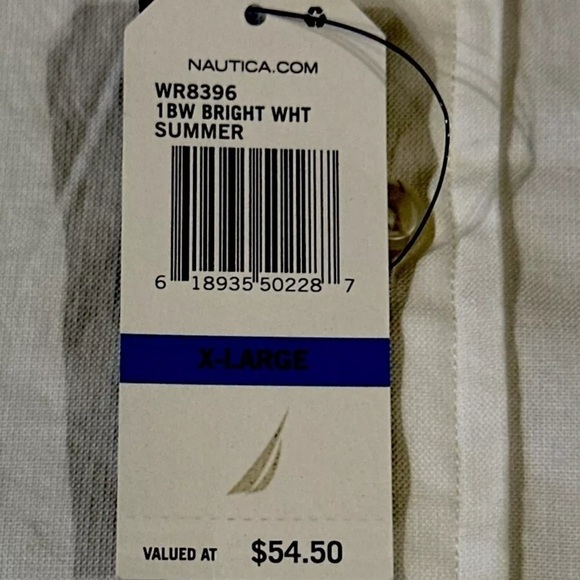 NAUTICA.COM
WR8396
1BW BRIGHT WHT
SUMMER
6 18935 50228 7
X-LARGE
VALUED AT $54.50